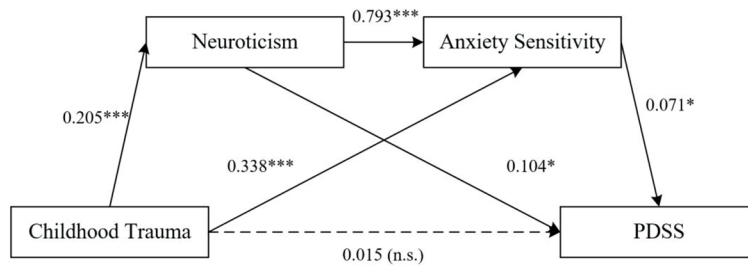 0.793***
Neuroticism
Anxiety Sensitivity
0.205***
0.071*
0.338***
0.104*
Childhood Trauma
PDSS
0.015 (n.s.)